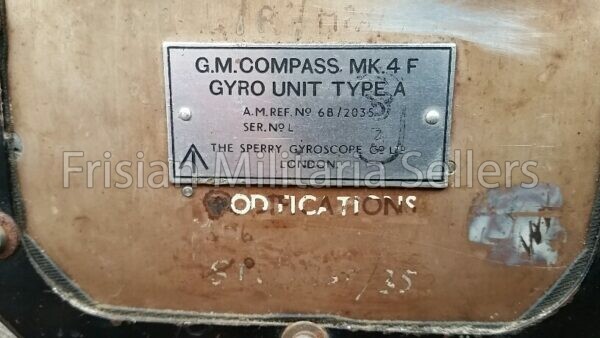 G.M.COMPASS MK.4 F
GYRO UNIT TYPE A
A.M.REF.Nº 6B/2035
SER.Nº L
THE SPERRY GYROSCOPE Cº Lᵀᴰ
LONDON.
Frisian Militaria Sellers
ODIFICATIONS
/35